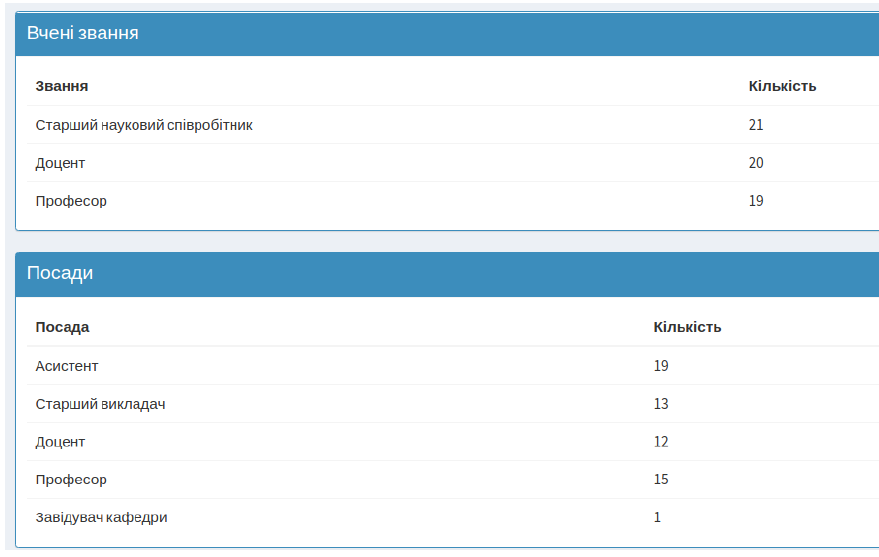 Вчені звання
Звання Кількість
Старший науковий співробітник 21
Доцент 20
Професор 19
Посади
Посада Кількість
Асистент 19
Старший викладач 13
Доцент 12
Професор 15
Завідувач кафедри 1